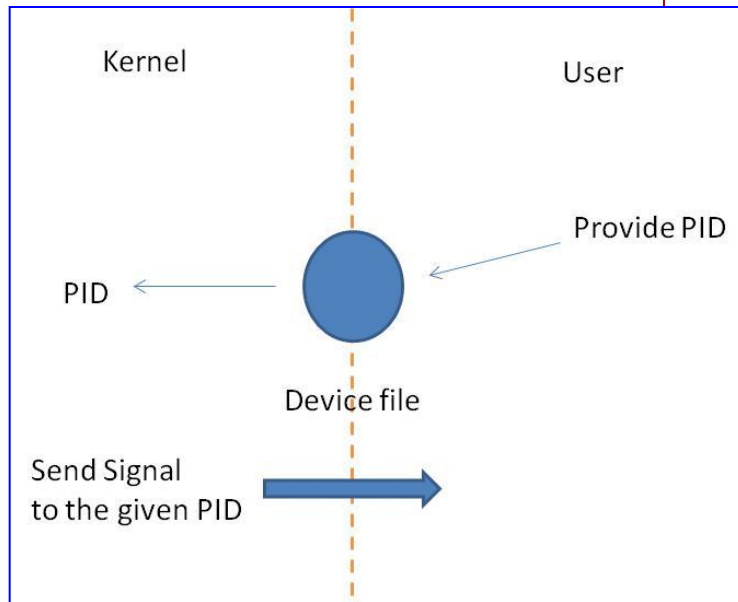 Kernel
User
Provide PID
PID
Device file
Send Signal
to the given PID